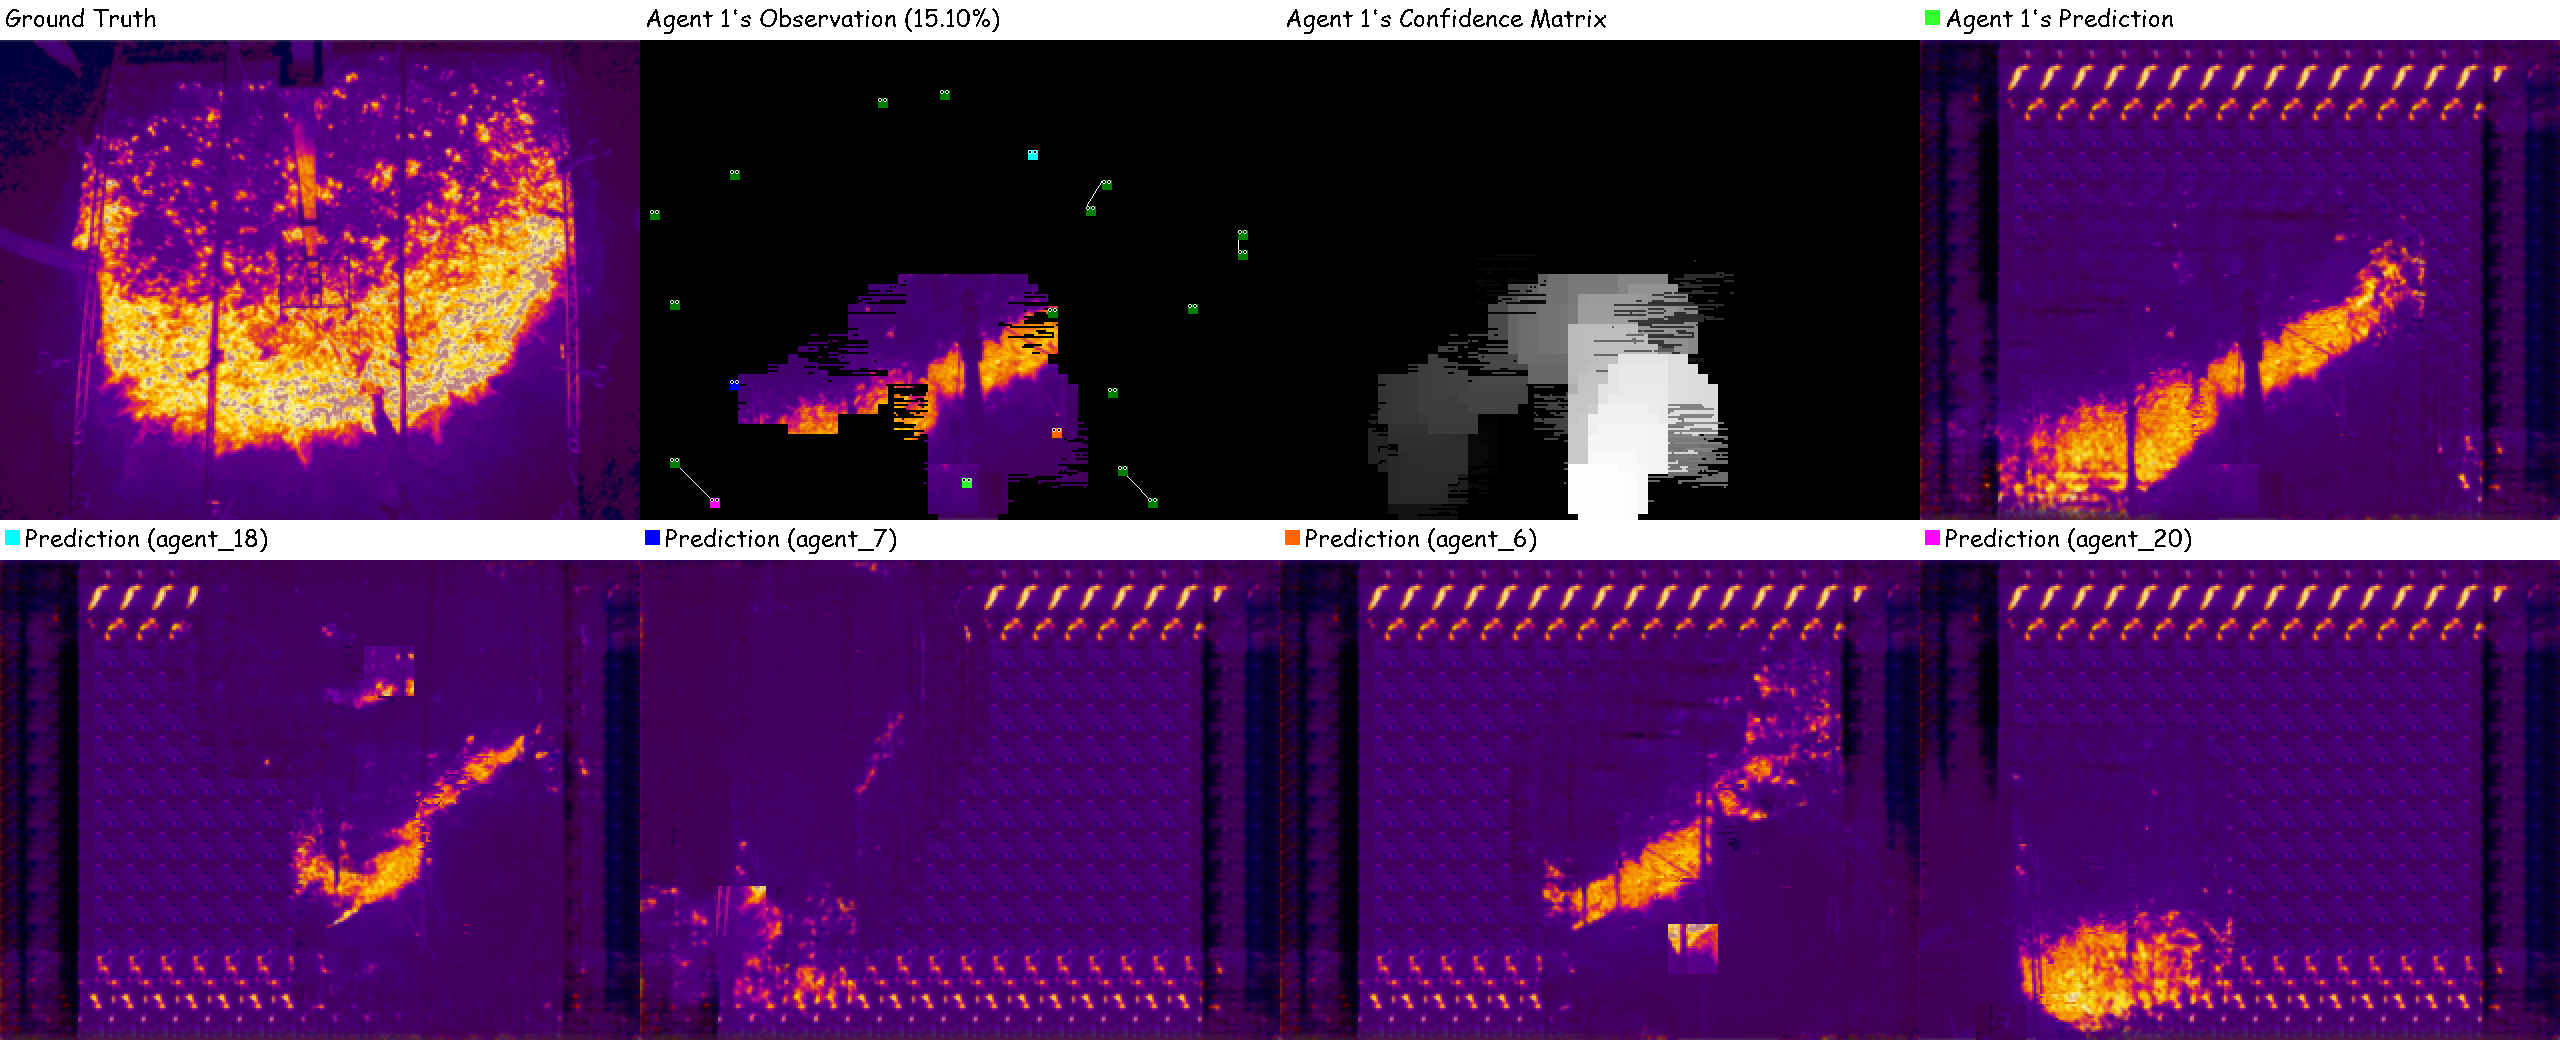 Ground Truth
Agent 1's Observation (15.10%)
Agent 1's Confidence Matrix
Agent 1's Prediction
Prediction (agent_18)
Prediction (agent_7)
Prediction (agent_6)
Prediction (agent_20)